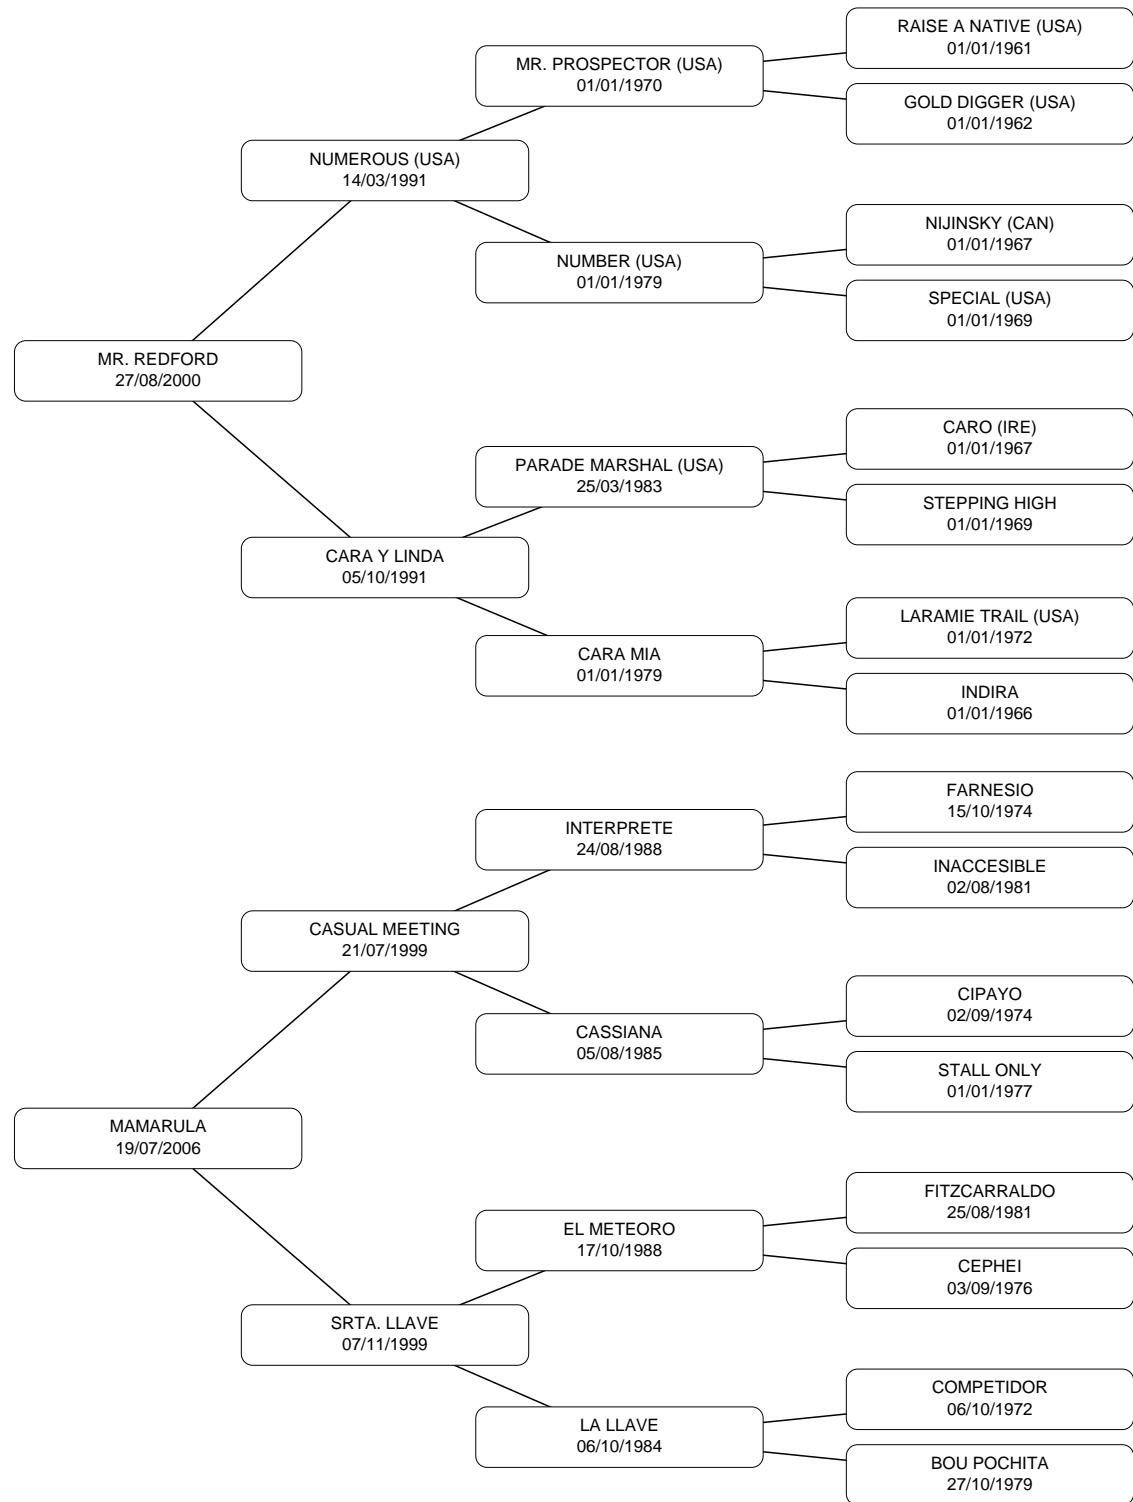 RAISE A NATIVE (USA)
01/01/1961
MR. PROSPECTOR (USA)
01/01/1970
GOLD DIGGER (USA)
01/01/1962
NUMEROUS (USA)
14/03/1991
NIJINSKY (CAN)
01/01/1967
NUMBER (USA)
01/01/1979
SPECIAL (USA)
01/01/1969
MR. REDFORD
27/08/2000
CARO (IRE)
01/01/1967
PARADE MARSHAL (USA)
25/03/1983
STEPPING HIGH
01/01/1969
CARA Y LINDA
05/10/1991
LARAMIE TRAIL (USA)
01/01/1972
CARA MIA
01/01/1979
INDIRA
01/01/1966
FARNESIO
15/10/1974
INTERPRETE
24/08/1988
INACCESIBLE
02/08/1981
CASUAL MEETING
21/07/1999
CIPAYO
02/09/1974
CASSIANA
05/08/1985
STALL ONLY
01/01/1977
MAMARULA
19/07/2006
FITZCARRALDO
25/08/1981
EL METEORO
17/10/1988
CEPHEI
03/09/1976
SRTA. LLAVE
07/11/1999
COMPETIDOR
06/10/1972
LA LLAVE
06/10/1984
BOU POCHITA
27/10/1979